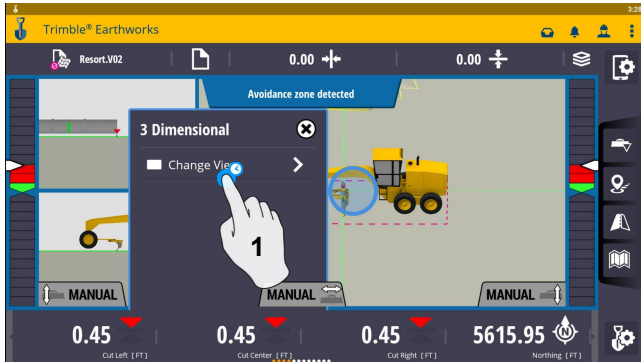 3:28
Trimble® Earthworks
Resort.V02
0.00
0.00
Avoidance zone detected
3 Dimensional
Change View
1
MANUAL
MANUAL
MANUAL
0.45
0.45
0.45
5615.95
Cut Left [FT]
Cut Center [FT]
Cut Right [FT]
Northing [FT]